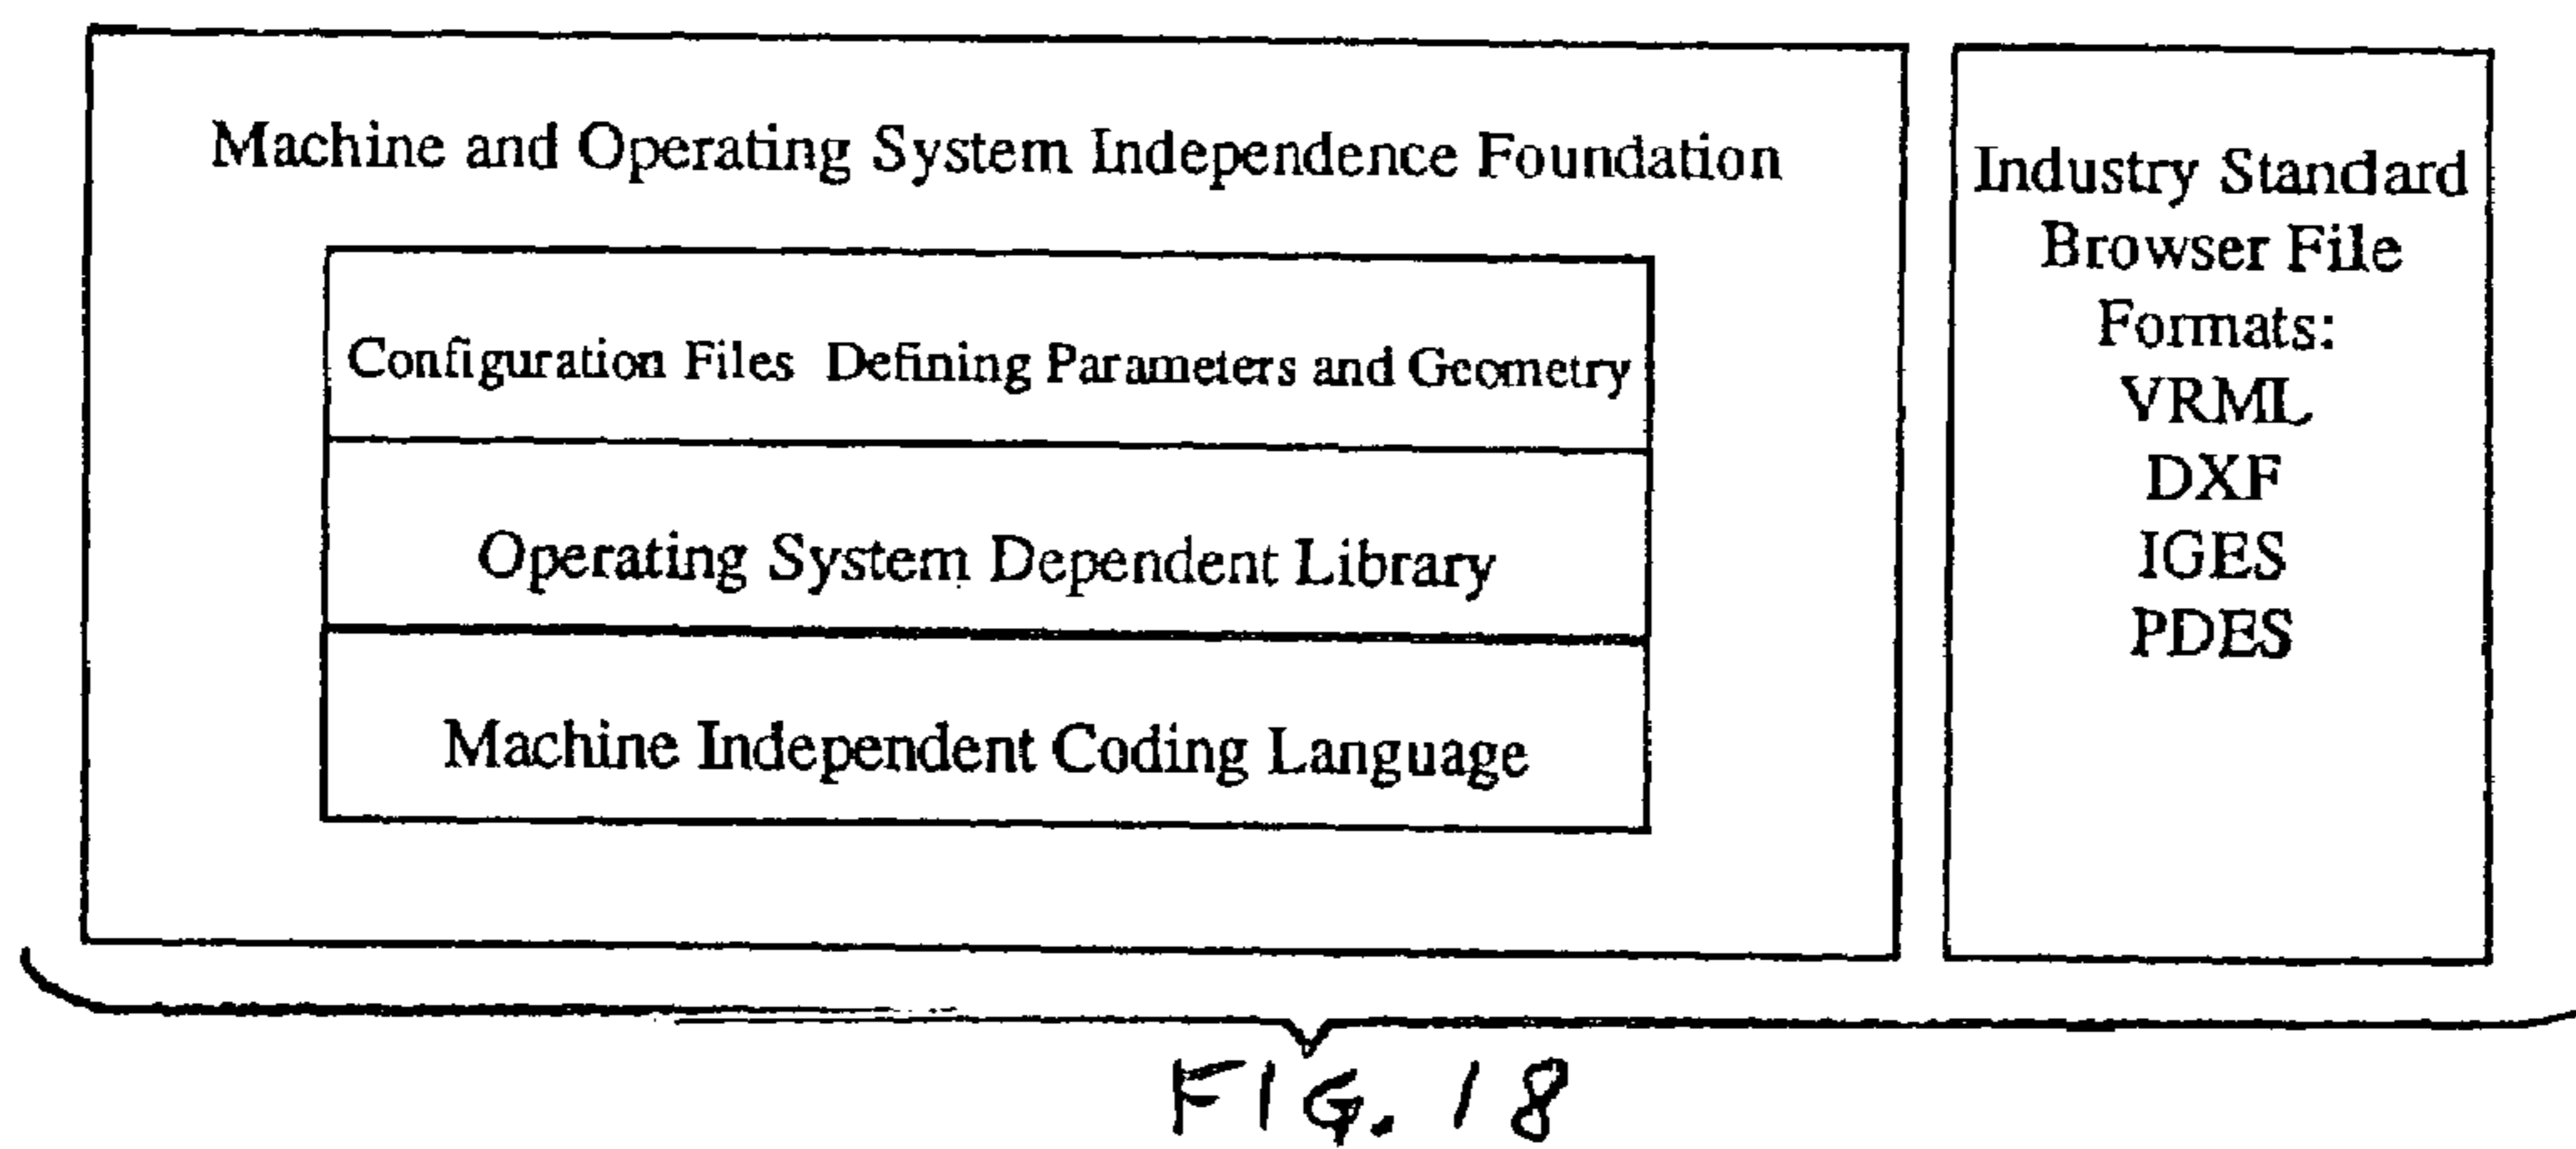 Machine and Operating System Independence Foundation
Configuration Files Defining Parameters and Geometry
Operating System Dependent Library
Machine Independent Coding Language
Industry Standard
Browser File
Formats:
VRML
DXF
IGES
PDES
FIG. 18